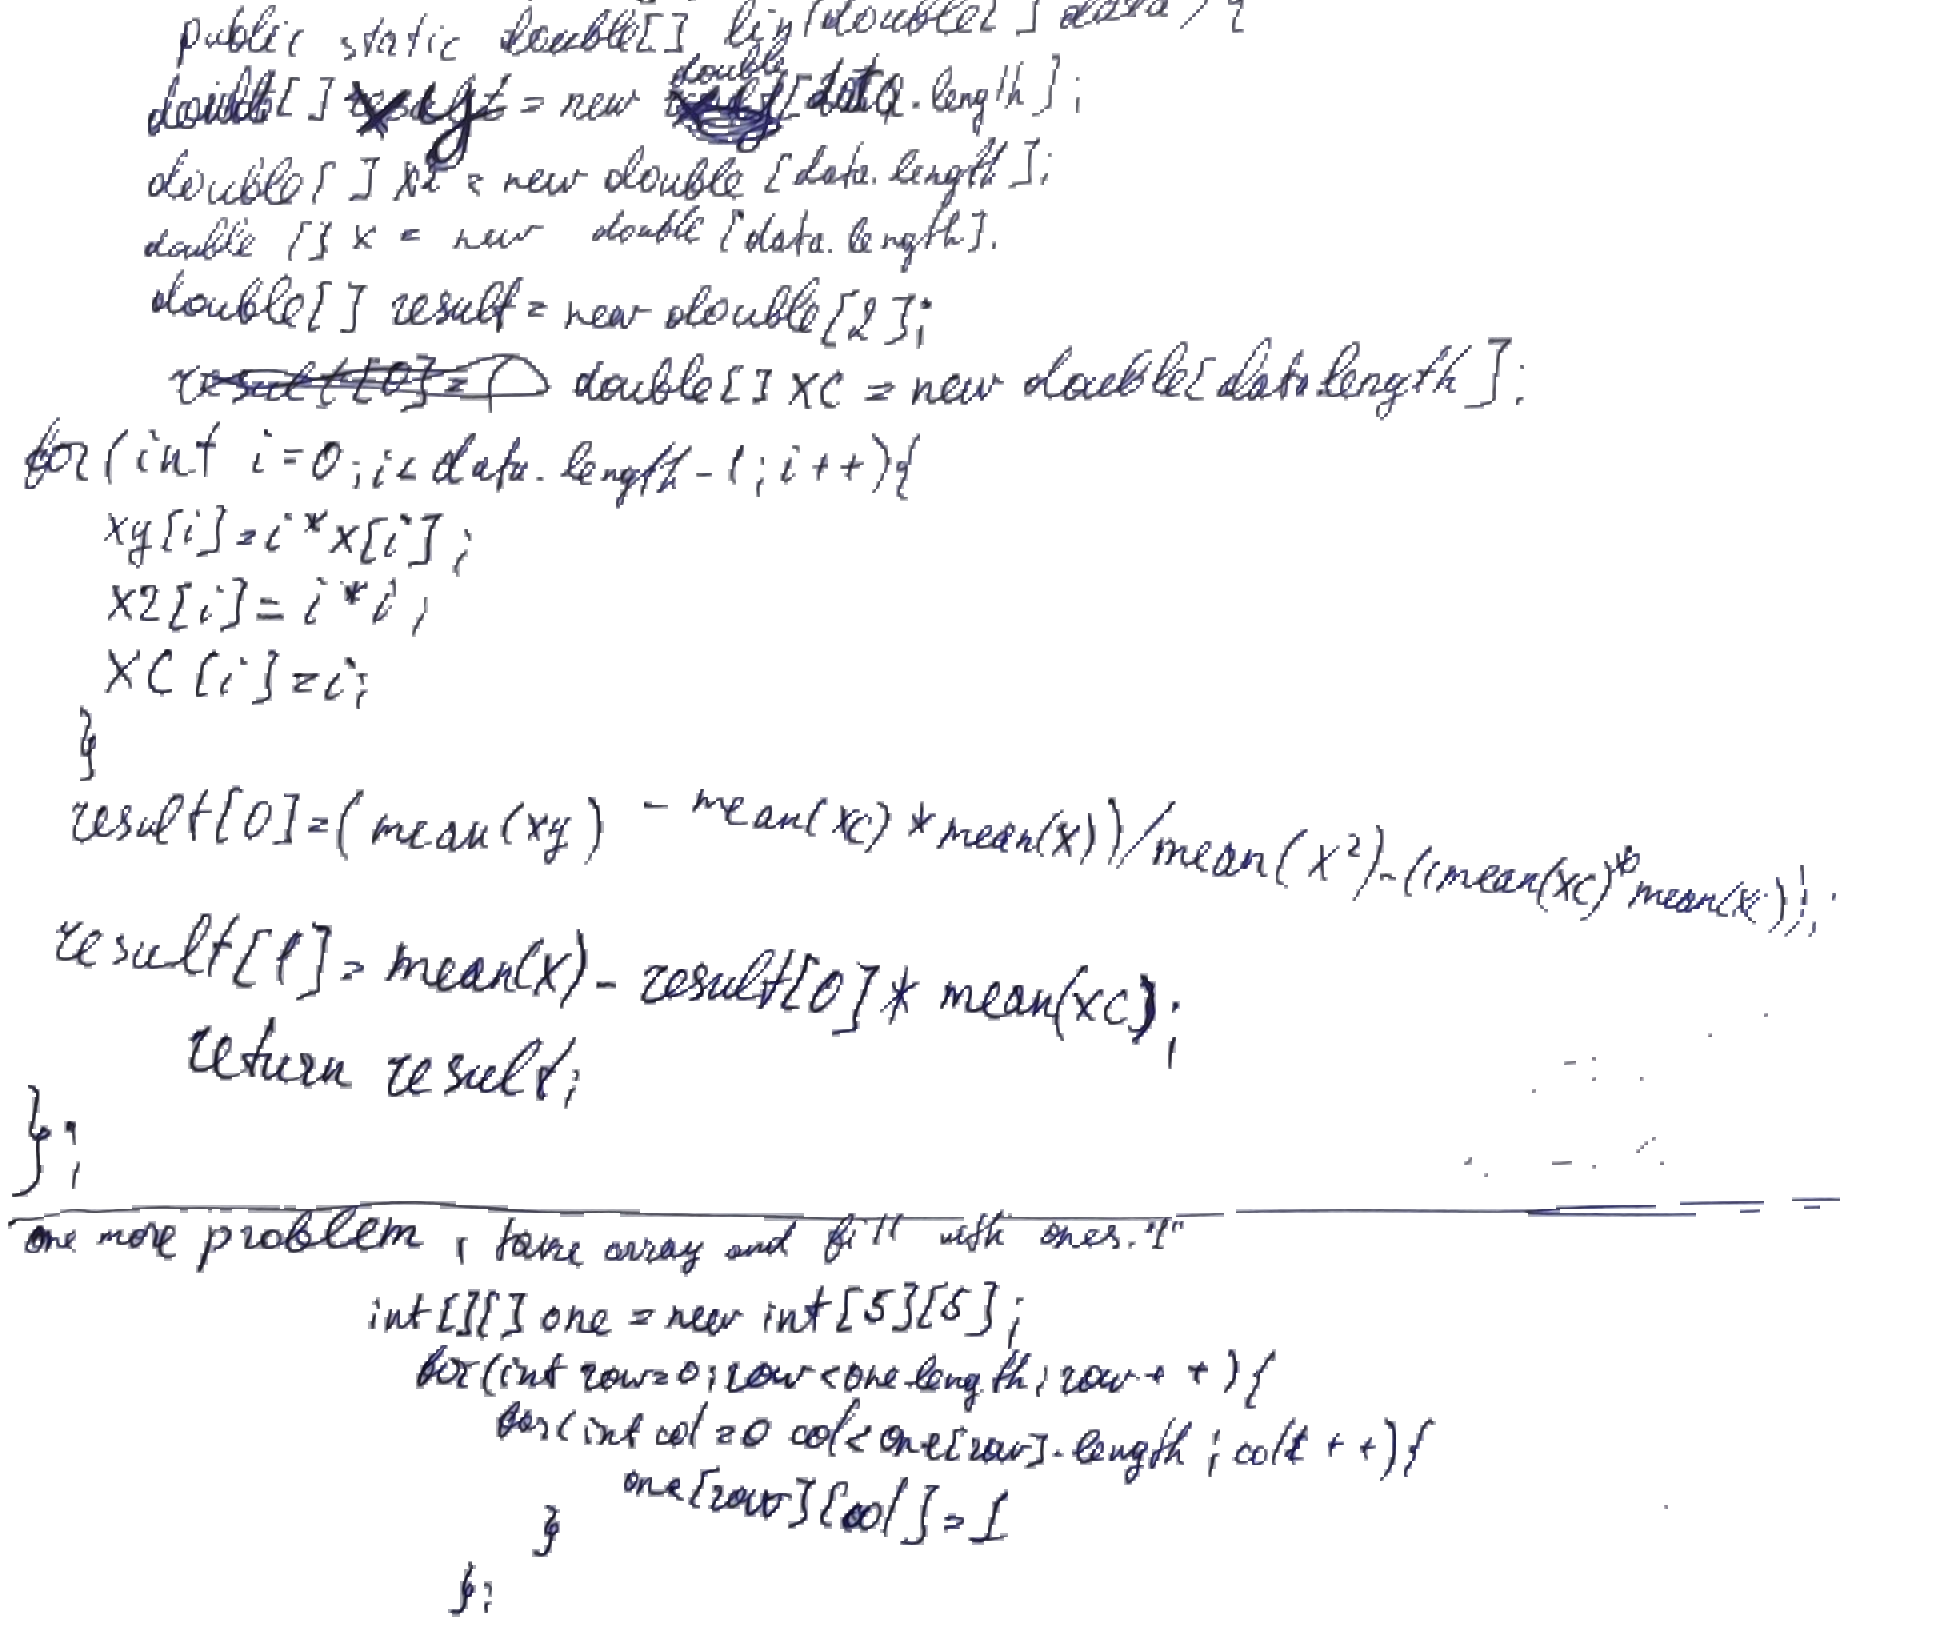 public static double[] lin(double[] data){
double[] xy = new double[data.length];
double[] x2 = new double [data.length];
double [] x = new double [data.length].
double[] result = new double[2];
double[] xc = new double[data.length];
for(int i=0;i<data.length-1;i++){
xy[i]=i*x[i];
x2[i]=i*i;
xc[i]=i;
}
result[0]=(mean(xy) - mean(xc)*mean(x))/mean(x²)-((mean(xc)*mean(xc));
result[1]=mean(x)-result[0]*mean(xc);
return result;
};
one more problem, take array and fill with ones."1"
int[][] one = new int[5][5];
for(int row=0;row<one.length;row++){
for(int col=0 col<one[row].length;col++){
one[row][col]=1
}
};